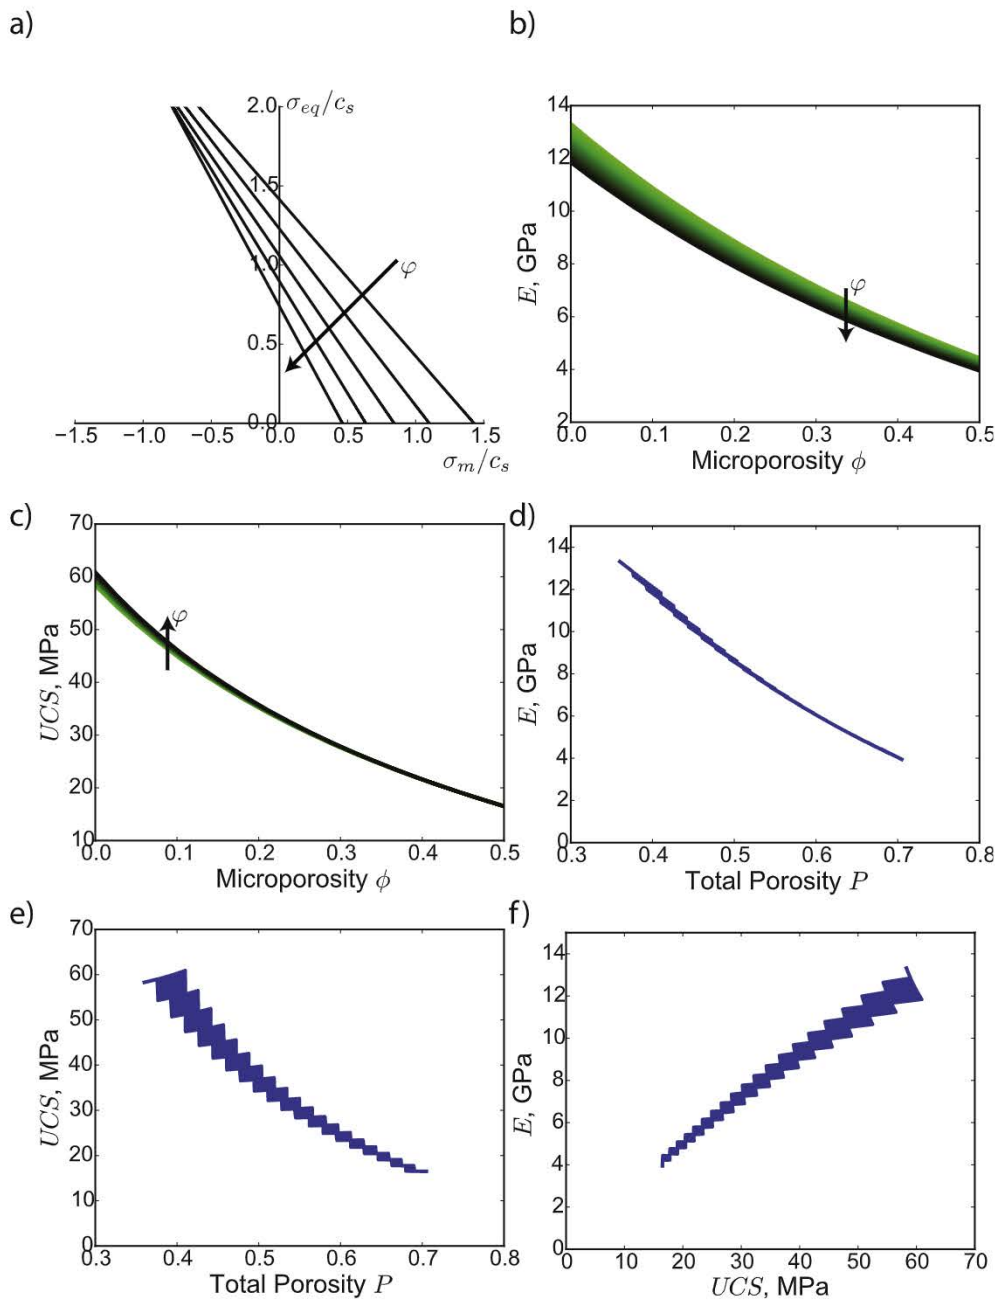 a)
σ_eq/c_s
2.0
1.5
1.0
0.5
0.0
φ
−1.5 −1.0 −0.5 0.0 0.5 1.0 1.5
σ_m/c_s
b)
E, GPa
14
12
10
8
6
4
2
φ
0.0 0.1 0.2 0.3 0.4 0.5
Microporosity ϕ
c)
UCS, MPa
70
60
50
40
30
20
10
φ
0.0 0.1 0.2 0.3 0.4 0.5
Microporosity ϕ
d)
E, GPa
14
12
10
8
6
4
2
0
0.3 0.4 0.5 0.6 0.7 0.8
Total Porosity P
e)
UCS, MPa
70
60
50
40
30
20
10
0
0.3 0.4 0.5 0.6 0.7 0.8
Total Porosity P
f)
E, GPa
14
12
10
8
6
4
2
0
0 10 20 30 40 50 60 70
UCS, MPa